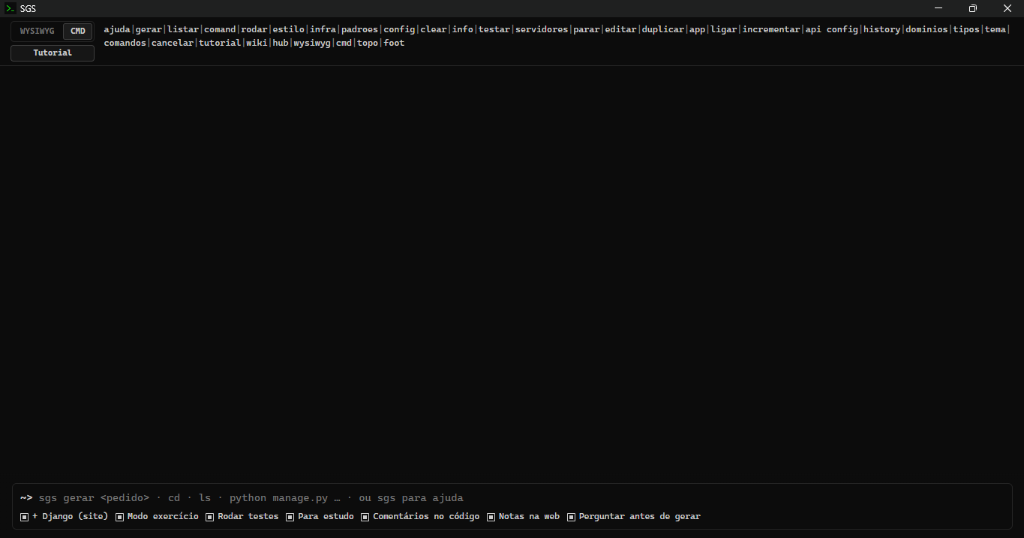 SGS
WYSIWYG CMD
Tutorial
ajuda|gerar|listar|comand|rodar|estilo|infra|padroes|config|clear|info|testar|servidores|parar|editar|duplicar|app|ligar|incrementar|api config|history|dominios|tipos|tema|
comandos|cancelar|tutorial|wiki|hub|wysiwyg|cmd|topo|foot
~> sgs gerar <pedido> · cd · ls · python manage.py … · ou sgs para ajuda
+ Django (site) Modo exercício Rodar testes Para estudo Comentários no código Notas na web Perguntar antes de gerar